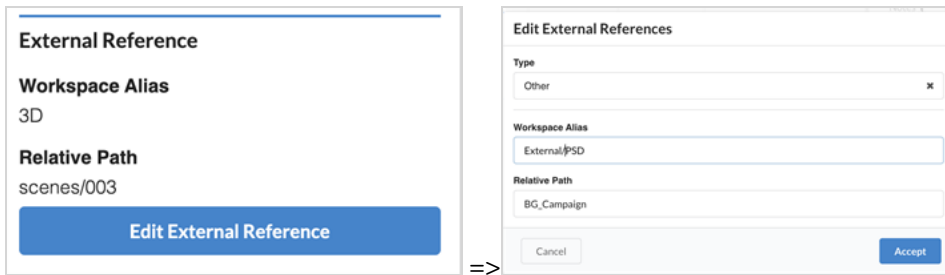 External Reference
Workspace Alias
3D
Relative Path
scenes/003
Edit External Reference
=>
Edit External References
Type
Other
Workspace Alias
External/PSD
Relative Path
BG_Campaign
Cancel
Accept